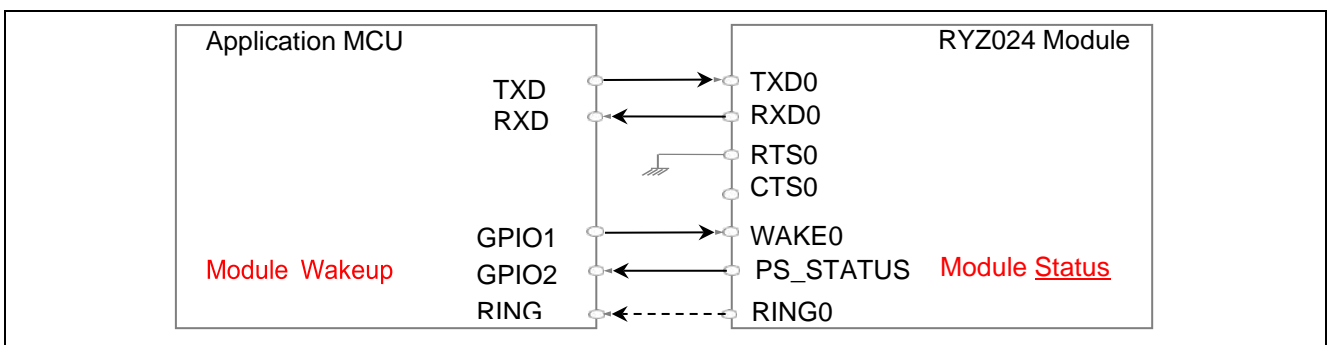 Application MCU RYZ024 Module
TXD TXD0
RXD RXD0
RTS0
CTS0
GPIO1 WAKE0
Module Wakeup GPIO2 PS_STATUS Module Status
RING RING0